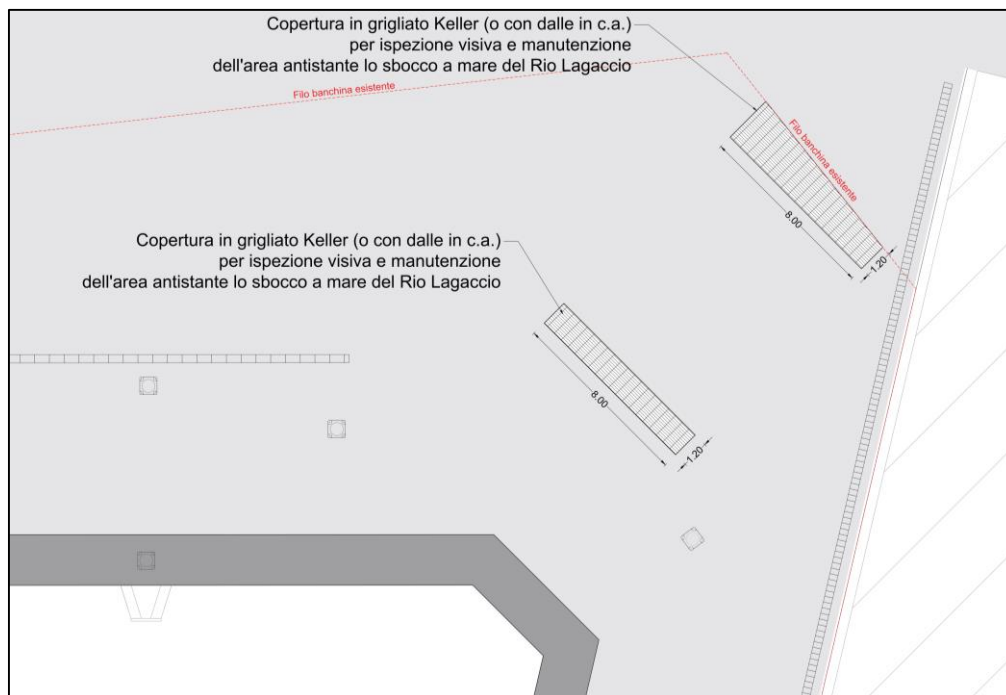 Copertura in grigliato Keller (o con dalle in c.a.)
per ispezione visiva e manutenzione
dell'area antistante lo sbocco a mare del Rio Lagaccio
Filo banchina esistente
Filo banchina esistente
8.00
1.20
Copertura in grigliato Keller (o con dalle in c.a.)
per ispezione visiva e manutenzione
dell'area antistante lo sbocco a mare del Rio Lagaccio
8.00
1.20